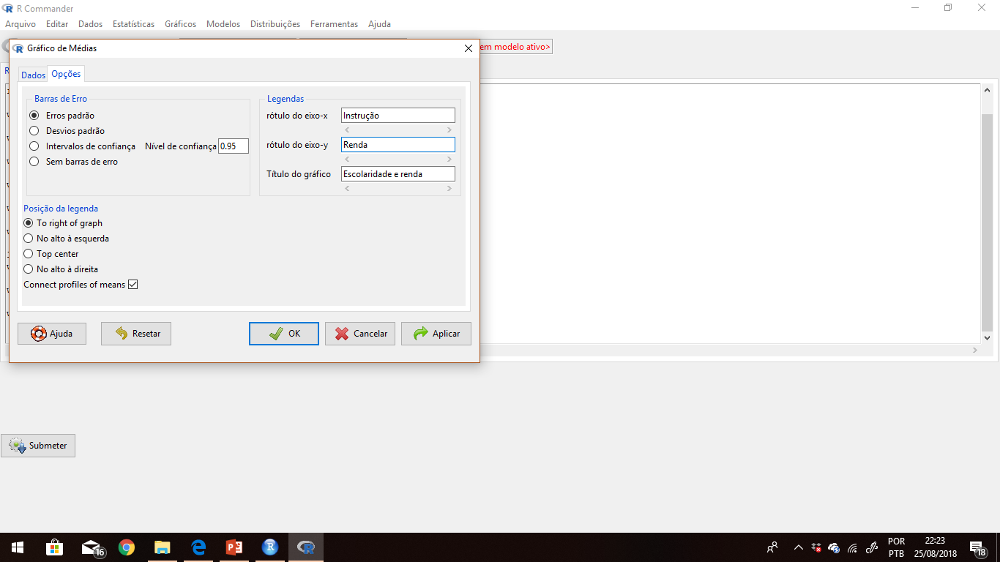 R Commander
Arquivo Editar Dados Estatísticas Gráficos Modelos Distribuições Ferramentas Ajuda
Gráfico de Médias
em modelo ativo>
Dados Opções
Barras de Erro
Erros padrão
Desvios padrão
Intervalos de confiança Nível de confiança 0.95
Sem barras de erro
Legendas
rótulo do eixo-x Instrução
rótulo do eixo-y Renda
Título do gráfico Escolaridade e renda
Posição da legenda
To right of graph
No alto à esquerda
Top center
No alto à direita
Connect profiles of means
Ajuda Resetar OK Cancelar Aplicar
Submeter
16
POR
PTB
22:23
25/08/2018
18